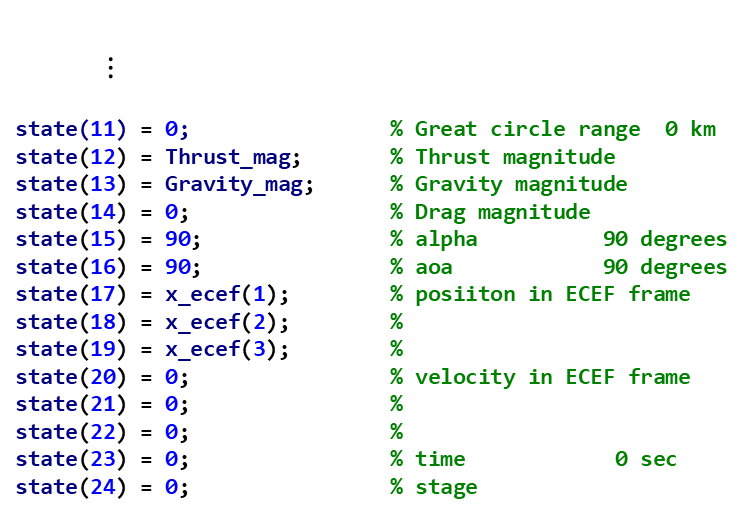 ⋮
state(11) = 0;                % Great circle range  0 km
state(12) = Thrust_mag;       % Thrust magnitude
state(13) = Gravity_mag;      % Gravity magnitude
state(14) = 0;                % Drag magnitude
state(15) = 90;               % alpha          90 degrees
state(16) = 90;               % aoa            90 degrees
state(17) = x_ecef(1);        % posiiton in ECEF frame
state(18) = x_ecef(2);        %
state(19) = x_ecef(3);        %
state(20) = 0;                % velocity in ECEF frame
state(21) = 0;                %
state(22) = 0;                %
state(23) = 0;                % time            0 sec
state(24) = 0;                % stage